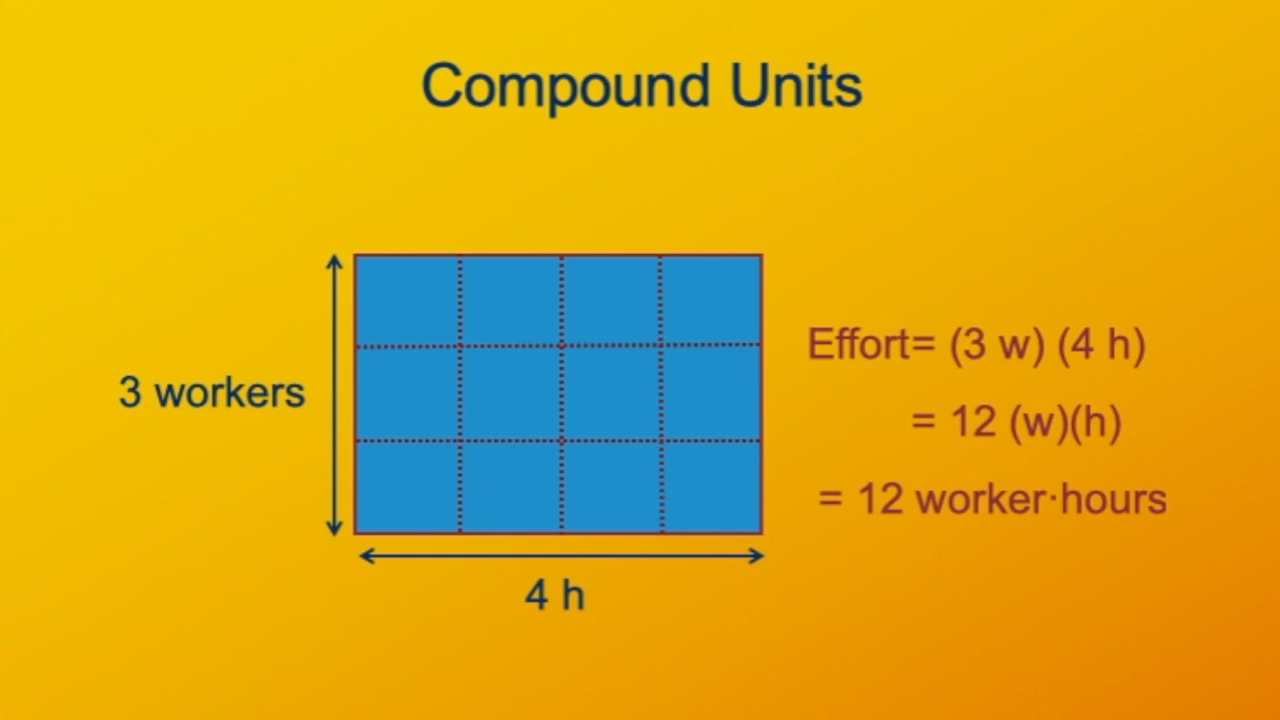 Compound Units
3 workers
4 h
Effort= (3 w) (4 h)
= 12 (w)(h)
= 12 worker·hours